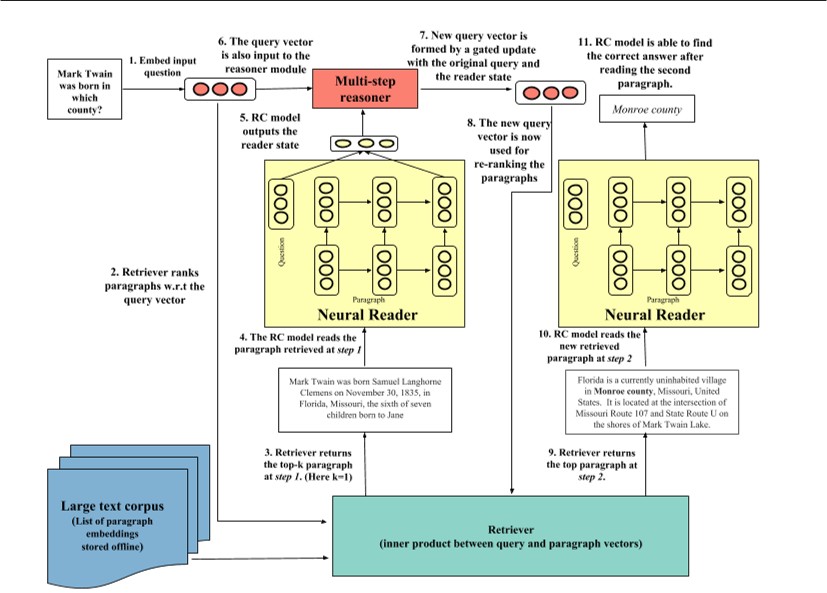 Mark Twain
was born in
which
county?
1. Embed input
question
6. The query vector
is also input to the
reasoner module
Multi-step
reasoner
7. New query vector is
formed by a gated update
with the original query and
the reader state
11. RC model is able to find
the correct answer after
reading the second
paragraph.
Monroe county
5. RC model
outputs the
reader state
8. The new query
vector is now
used for
re-ranking the
paragraphs
Question
Paragraph
Neural Reader
Question
Paragraph
Neural Reader
2. Retriever ranks
paragraphs w.r.t the
query vector
4. The RC model reads the
paragraph retrieved at step 1
10. RC model reads the
new retrieved
paragraph at step 2
Mark Twain was born Samuel Langhorne
Clemens on November 30, 1835, in
Florida, Missouri, the sixth of seven
children born to Jane
Florida is a currently uninhabited village
in Monroe county, Missouri, United
States. It is located at the intersection of
Missouri Route 107 and State Route U on
the shores of Mark Twain Lake.
3. Retriever returns
the top-k paragraph
at step 1. (Here k=1)
9. Retriever returns
the top paragraph at
step 2.
Large text corpus
(List of paragraph
embeddings
stored offline)
Retriever
(inner product between query and paragraph vectors)